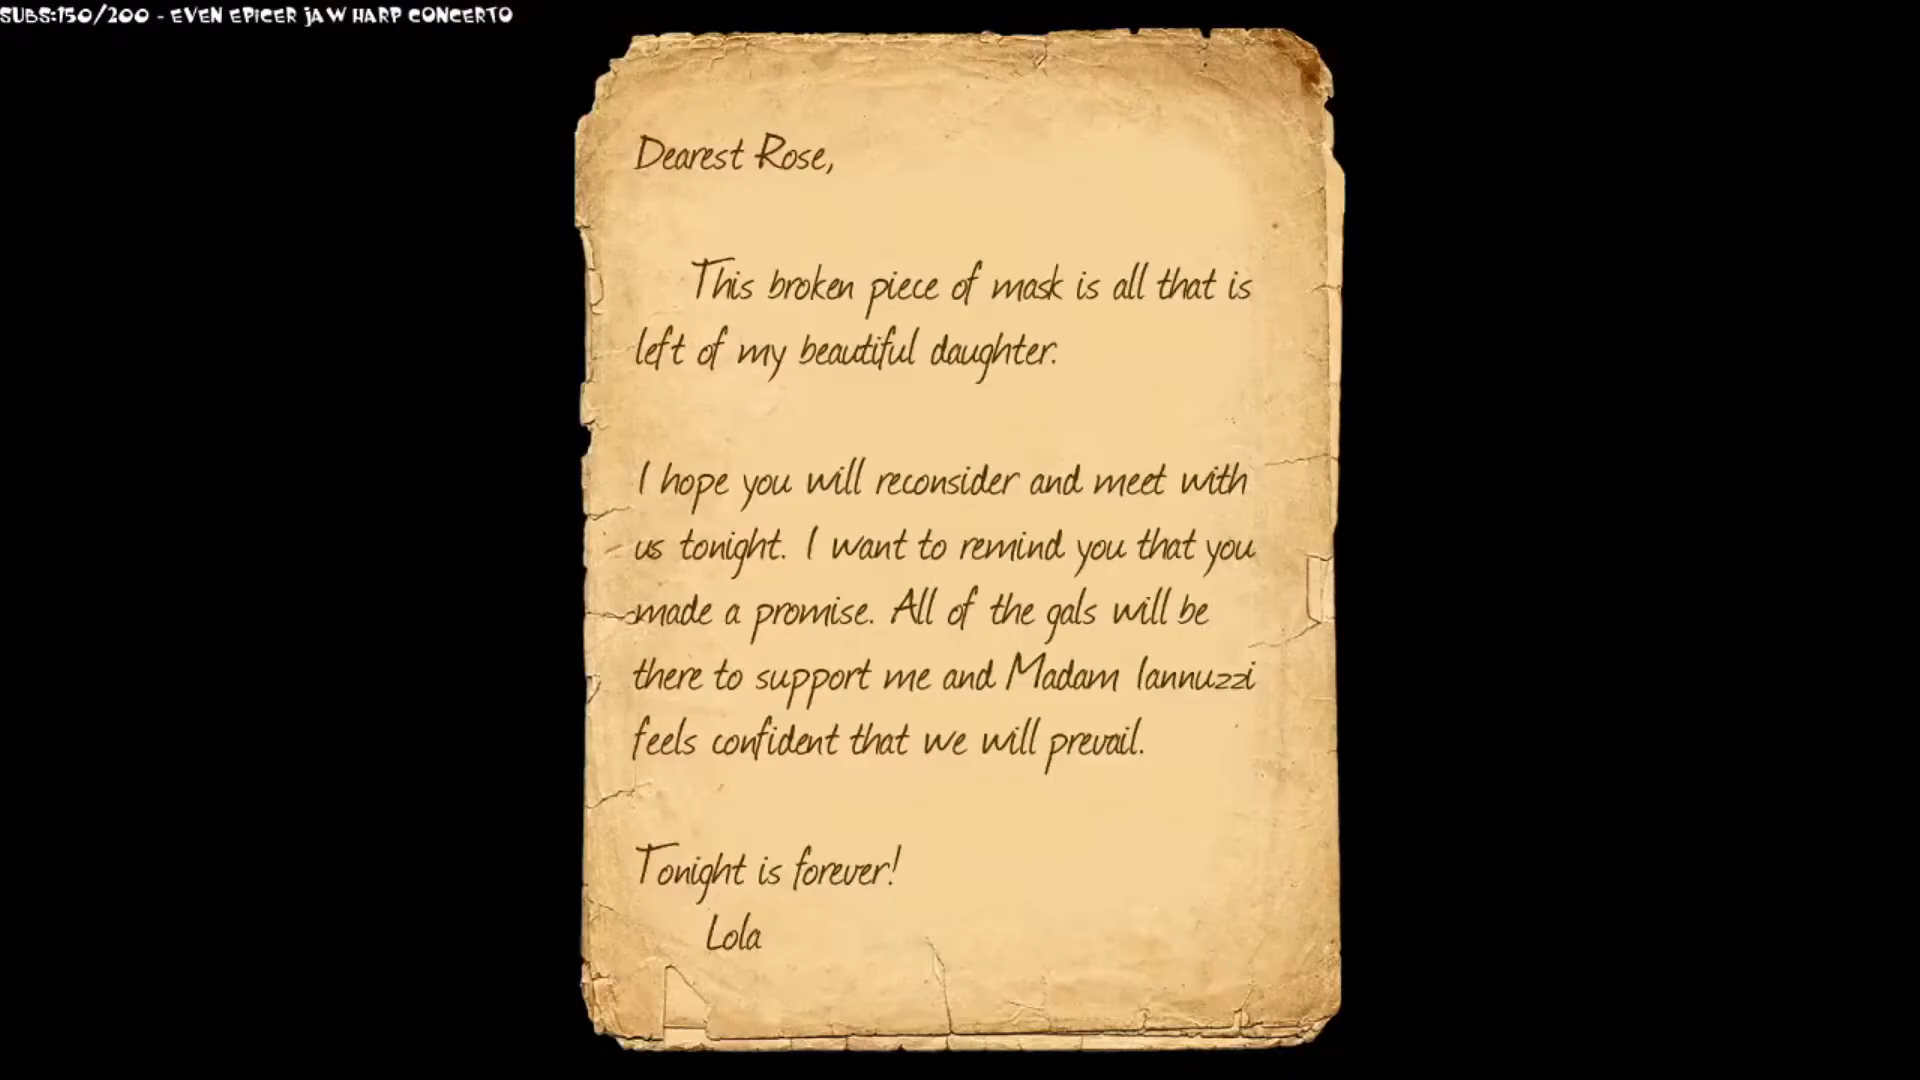 SUBS:150/200 - EVEN EPICER JAW HARP CONCERTO
Dearest Rose,
This broken piece of mask is all that is
left of my beautiful daughter.
I hope you will reconsider and meet with
us tonight. I want to remind you that you
made a promise. All of the gals will be
there to support me and Madam Iannuzzi
feels confident that we will prevail.
Tonight is forever!
Lola